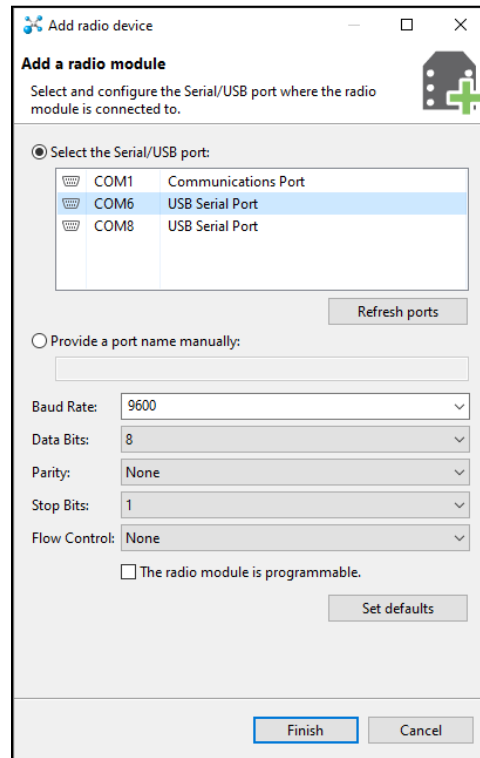 Add radio device
Add a radio module
Select and configure the Serial/USB port where the radio
module is connected to.
Select the Serial/USB port:
COM1 Communications Port
COM6 USB Serial Port
COM8 USB Serial Port
Refresh ports
Provide a port name manually:
Baud Rate: 9600
Data Bits: 8
Parity: None
Stop Bits: 1
Flow Control: None
The radio module is programmable.
Set defaults
Finish Cancel